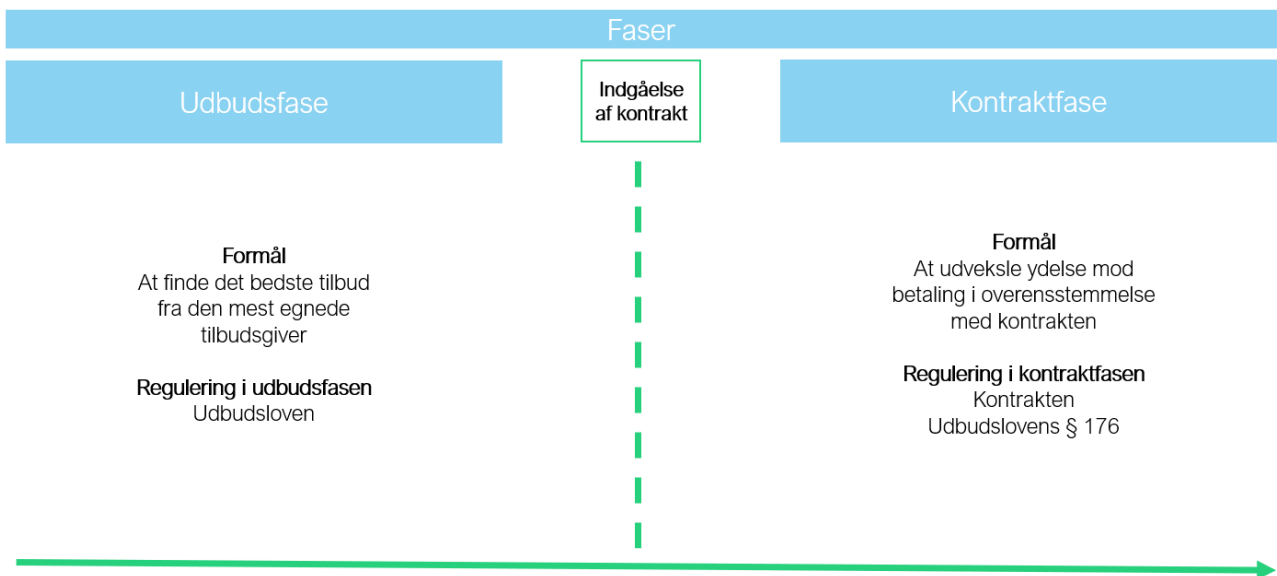 Faser
Udbudsfase
Indgåelse
af kontrakt
Kontraktfase
Formål
At finde det bedste tilbud
fra den mest egnede
tilbudsgiver
Regulering i udbudsfasen
Udbudsloven
Formål
At udveksle ydelse mod
betaling i overensstemmelse
med kontrakten
Regulering i kontraktfasen
Kontrakten
Udbudslovens § 176